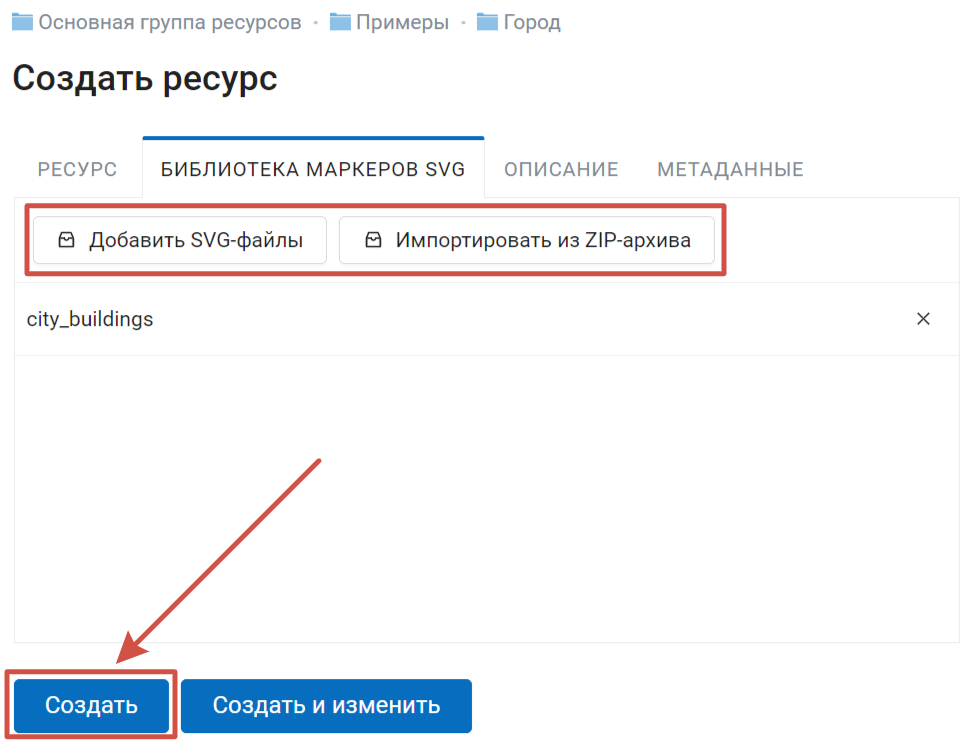 Основная группа ресурсов · Примеры · Город
Создать ресурс
РЕСУРС БИБЛИОТЕКА МАРКЕРОВ SVG ОПИСАНИЕ МЕТАДАННЫЕ
Добавить SVG-файлы Импортировать из ZIP-архива
city_buildings
Создать Создать и изменить